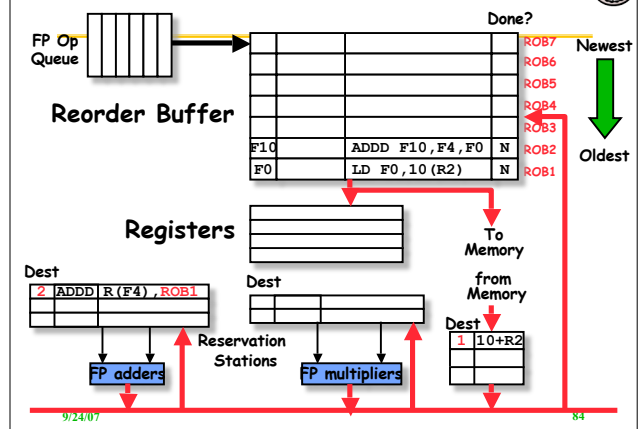 Done?
FP Op
Queue
ROB7
Newest
ROB6
ROB5
Reorder Buffer
ROB4
ROB3
F10 ADDD F10,F4,F0 N ROB2
Oldest
F0 LD F0,10(R2) N ROB1
Registers
To
Memory
from
Memory
Dest
2 ADDD R(F4),ROB1
Dest
Dest
1 10+R2
Reservation
Stations
FP adders
FP multipliers
9/24/07
84